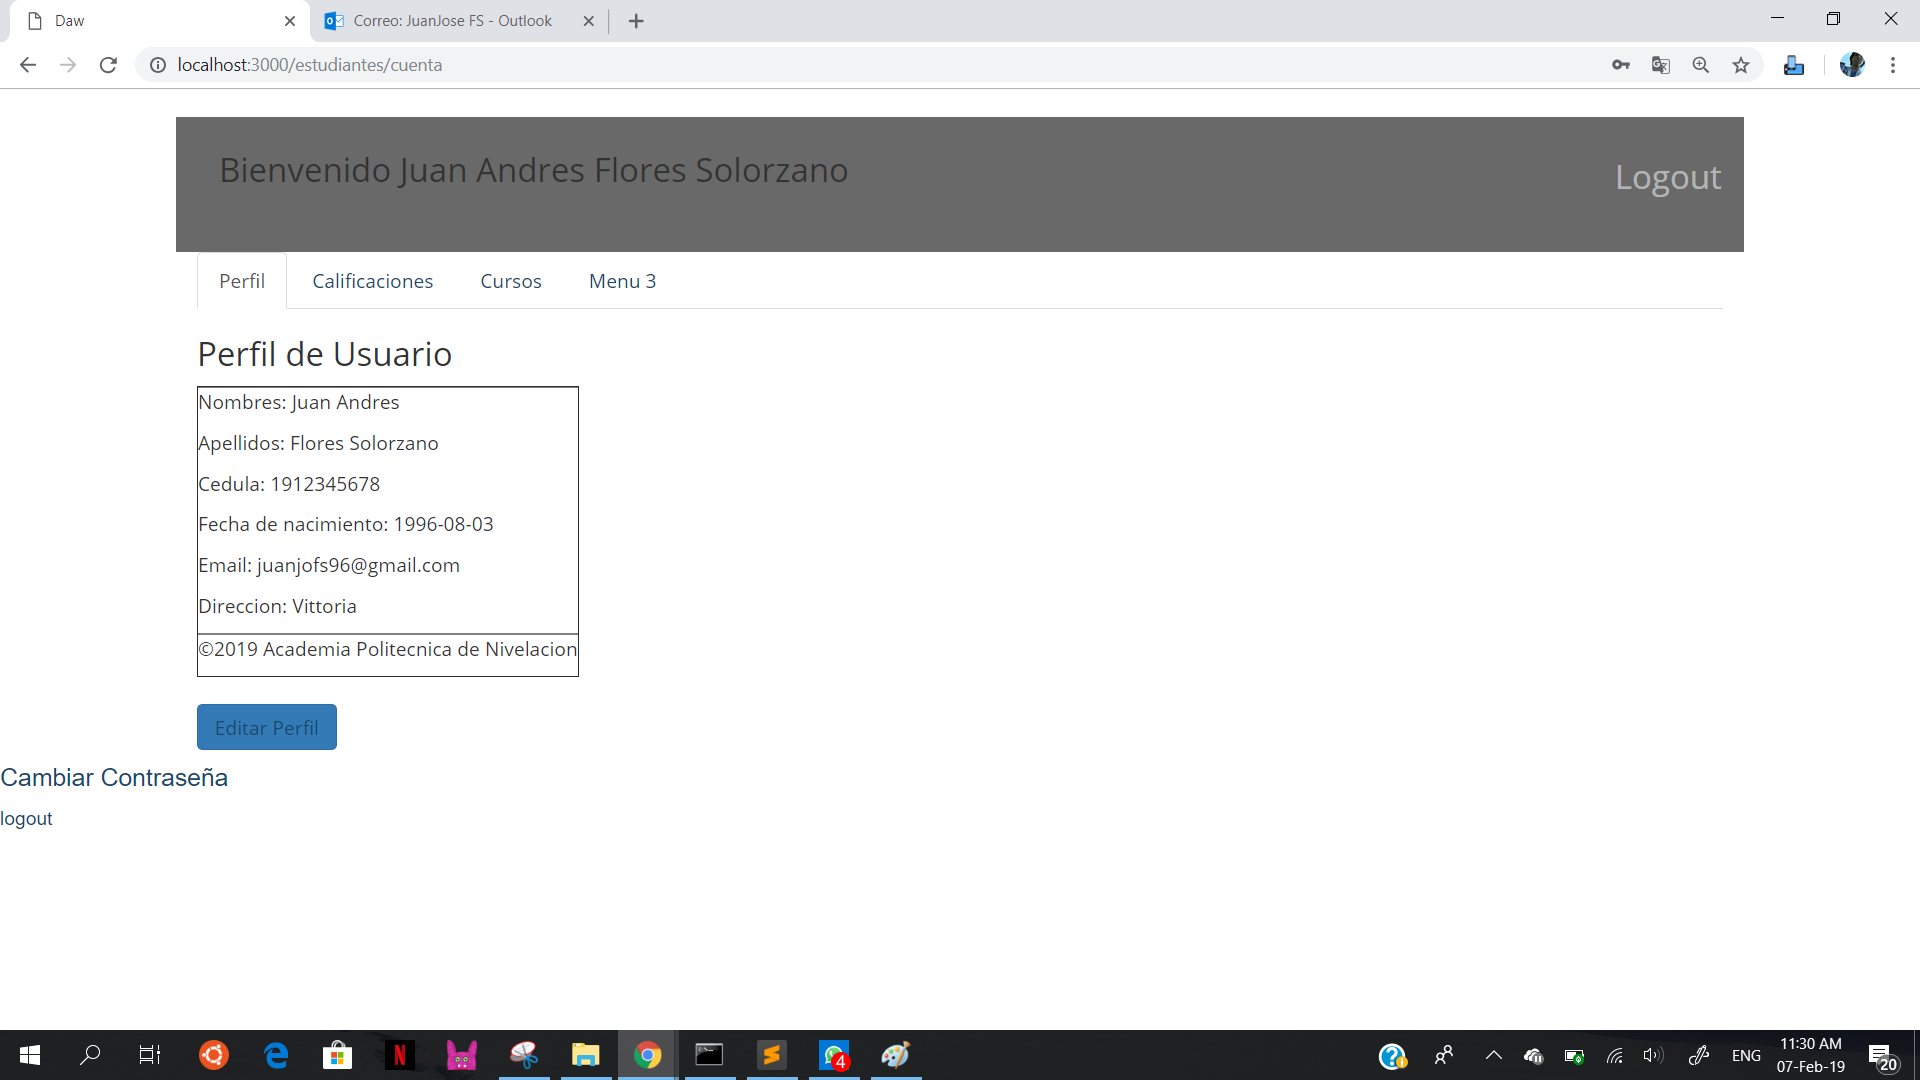 Daw
Correo: JuanJose FS - Outlook
localhost:3000/estudiantes/cuenta
Bienvenido Juan Andres Flores Solorzano
Logout
Perfil
Calificaciones
Cursos
Menu 3
Perfil de Usuario
Nombres: Juan Andres
Apellidos: Flores Solorzano
Cedula: 1912345678
Fecha de nacimiento: 1996-08-03
Email: juanjofs96@gmail.com
Direccion: Vittoria
©2019 Academia Politecnica de Nivelacion
Editar Perfil
Cambiar Contraseña
logout
4
ENG
11:30 AM
07-Feb-19
20